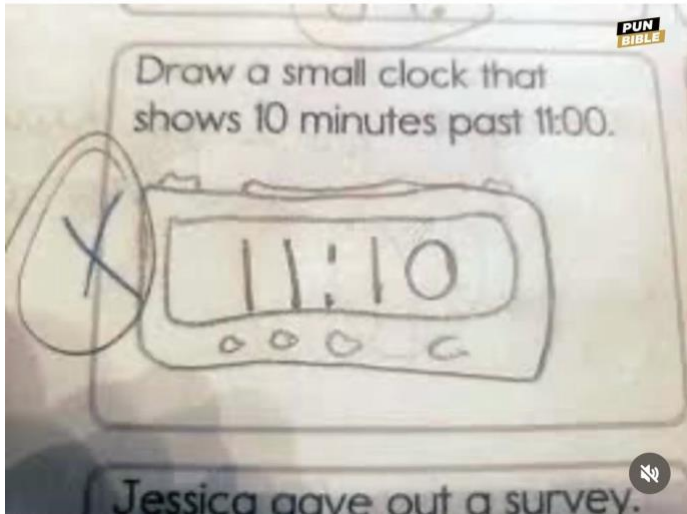 PUN
BIBLE
Draw a small clock that
shows 10 minutes past 11:00.
X
11:10
Jessica gave out a survey.